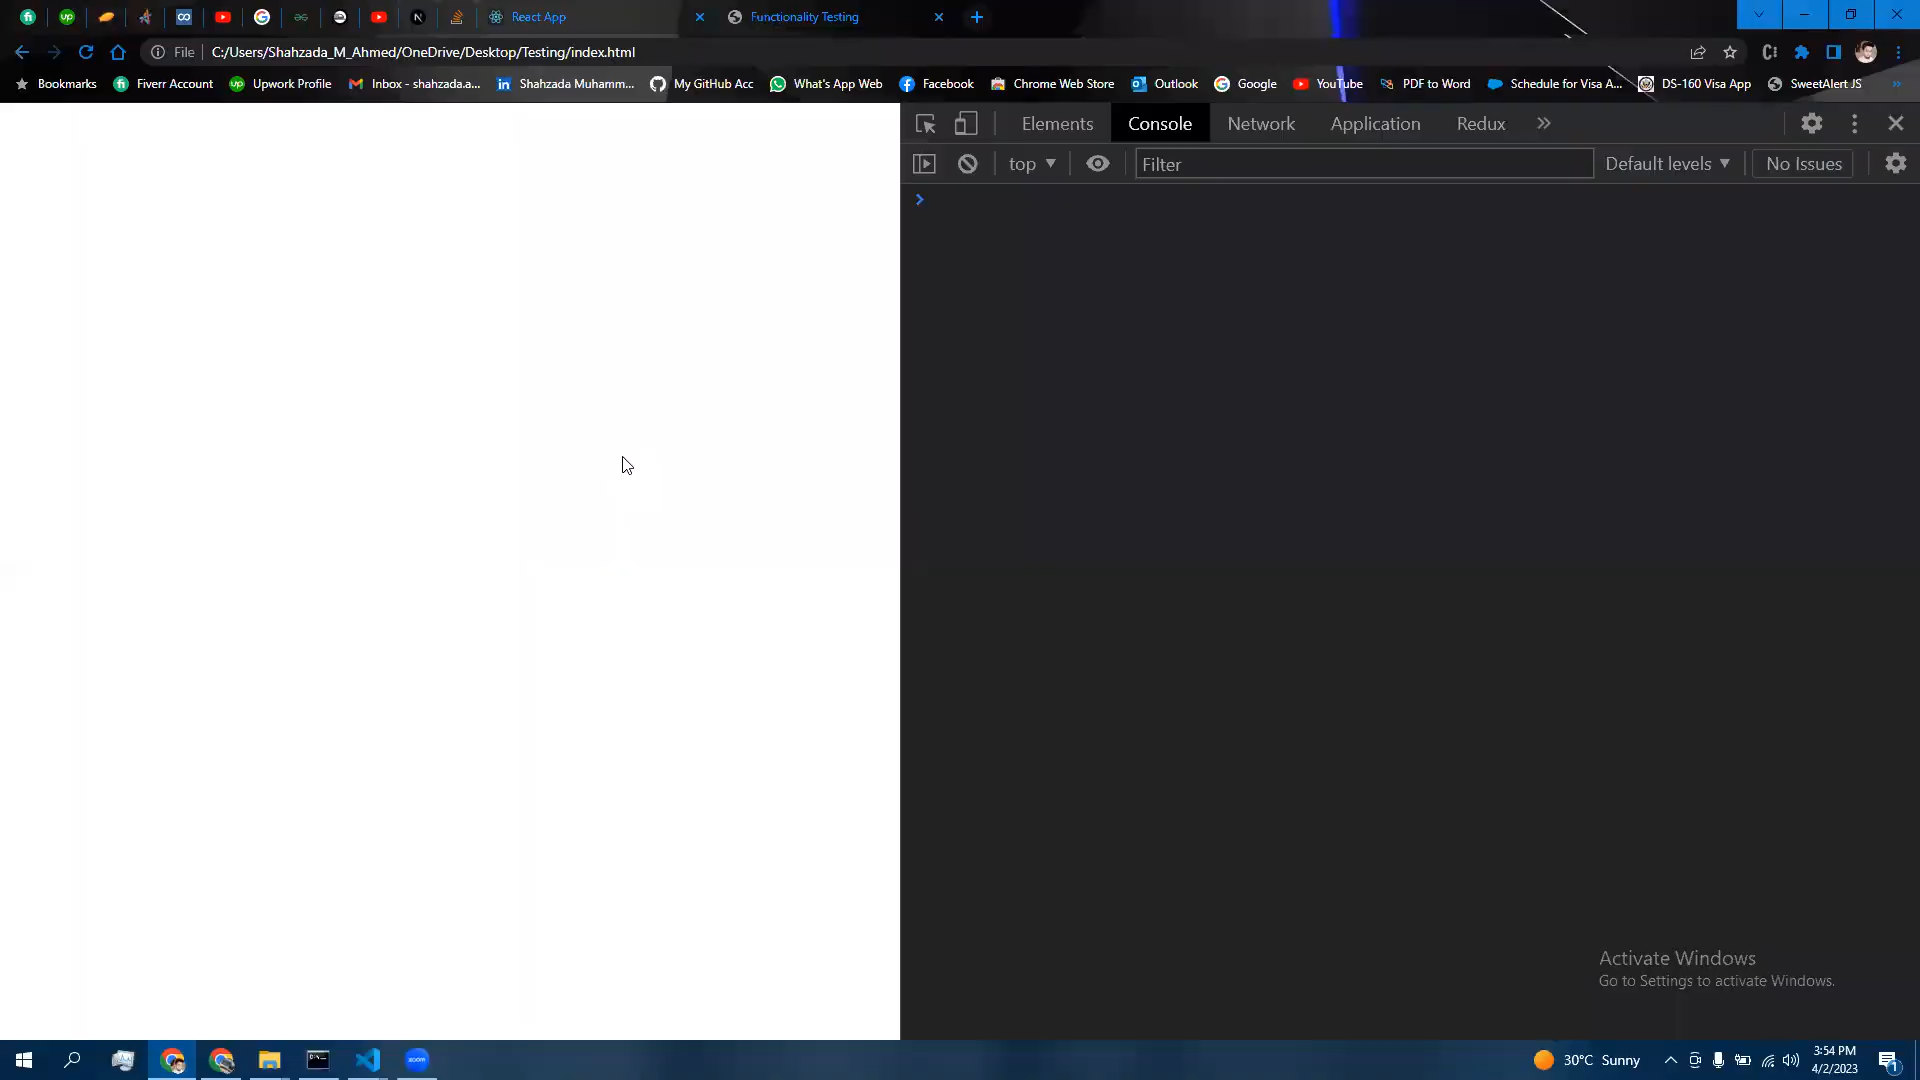 React App
Functionality Testing
File C:/Users/Shahzada_M_Ahmed/OneDrive/Desktop/Testing/index.html
Bookmarks Fiverr Account Upwork Profile Inbox - shahzada.a... Shahzada Muhamm... My GitHub Acc What's App Web Facebook Chrome Web Store Outlook Google YouTube PDF to Word Schedule for Visa A... DS-160 Visa App SweetAlert JS
Elements Console Network Application Redux
top Filter Default levels No Issues
Activate Windows
Go to Settings to activate Windows.
30°C Sunny
3:54 PM
4/2/2023